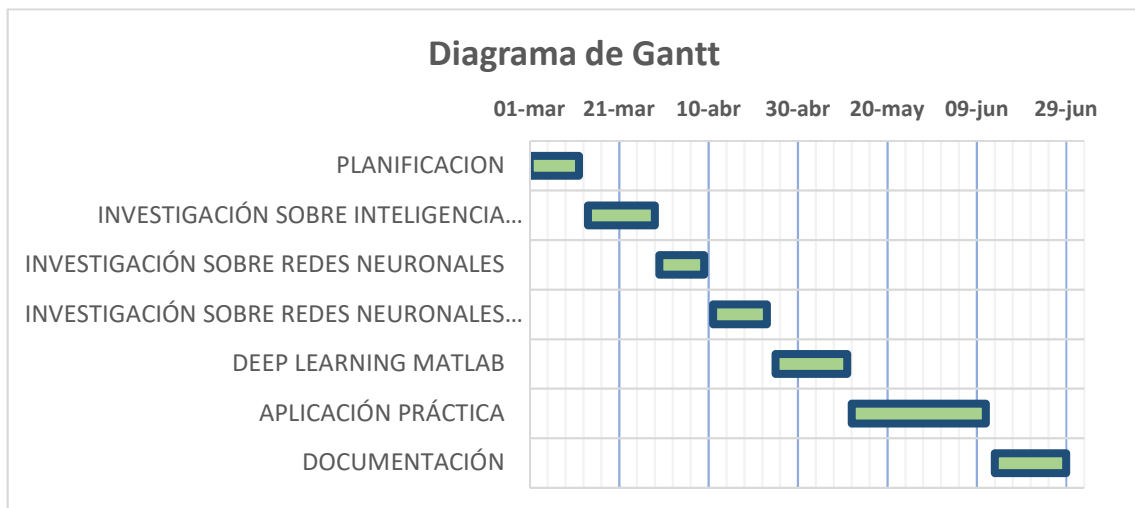 Diagrama de Gantt
01-mar 21-mar 10-abr 30-abr 20-may 09-jun 29-jun
PLANIFICACION
INVESTIGACIÓN SOBRE INTELIGENCIA...
INVESTIGACIÓN SOBRE REDES NEURONALES
INVESTIGACIÓN SOBRE REDES NEURONALES...
DEEP LEARNING MATLAB
APLICACIÓN PRÁCTICA
DOCUMENTACIÓN